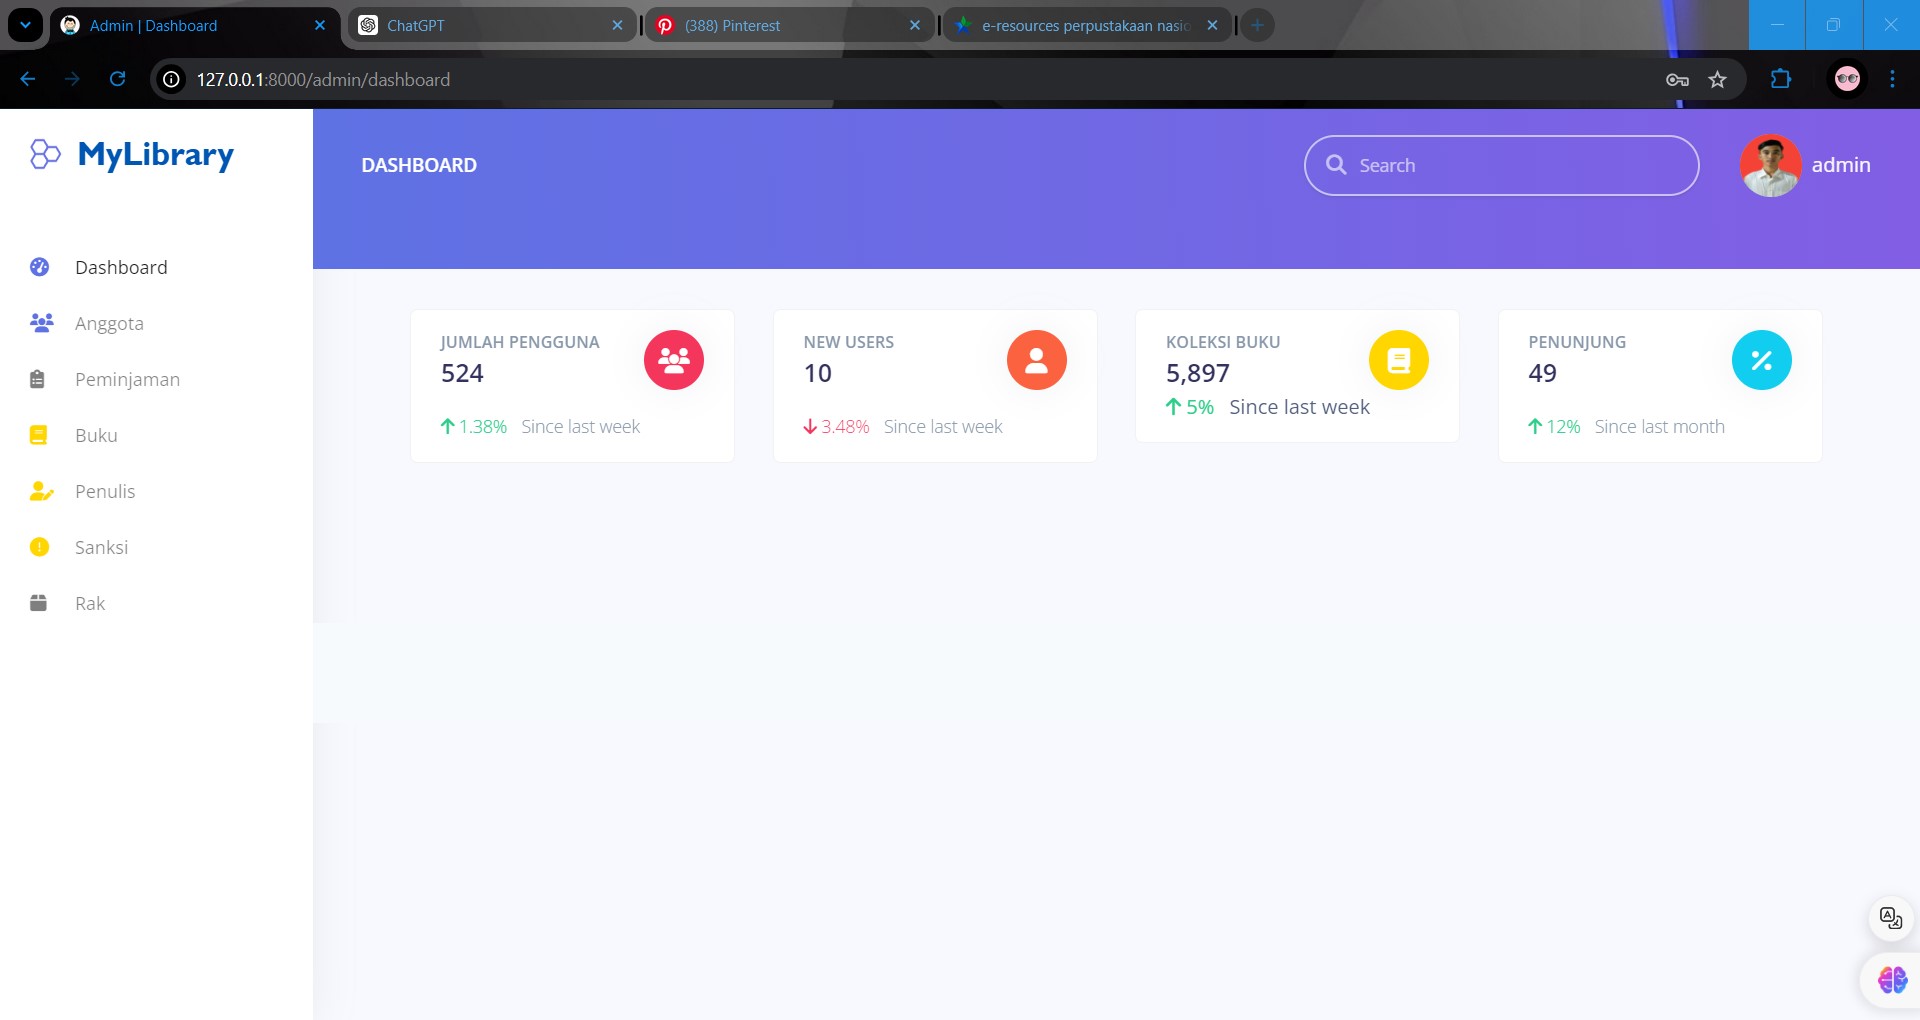 Admin | Dashboard
ChatGPT
(388) Pinterest
e-resources perpustakaan nasio
127.0.0.1:8000/admin/dashboard
MyLibrary
DASHBOARD
Search
admin
Dashboard
Anggota
Peminjaman
Buku
Penulis
Sanksi
Rak
JUMLAH PENGGUNA
524
1.38% Since last week
NEW USERS
10
3.48% Since last week
KOLEKSI BUKU
5,897
5% Since last week
PENUNJUNG
49
12% Since last month